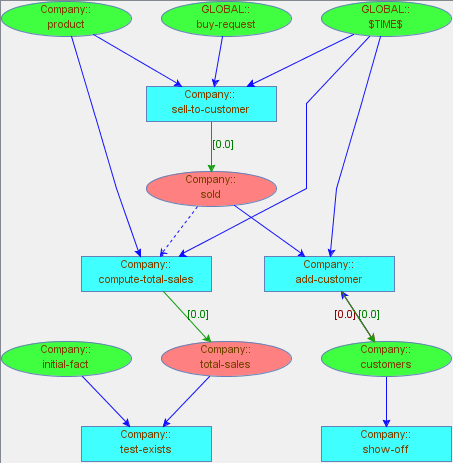 Company::
product
GLOBAL::
buy-request
GLOBAL::
$TIME$
Company::
sell-to-customer
[0.0]
Company::
sold
Company::
compute-total-sales
Company::
add-customer
[0.0]
[0.0] [0.0]
Company::
initial-fact
Company::
total-sales
Company::
customers
Company::
test-exists
Company::
show-off